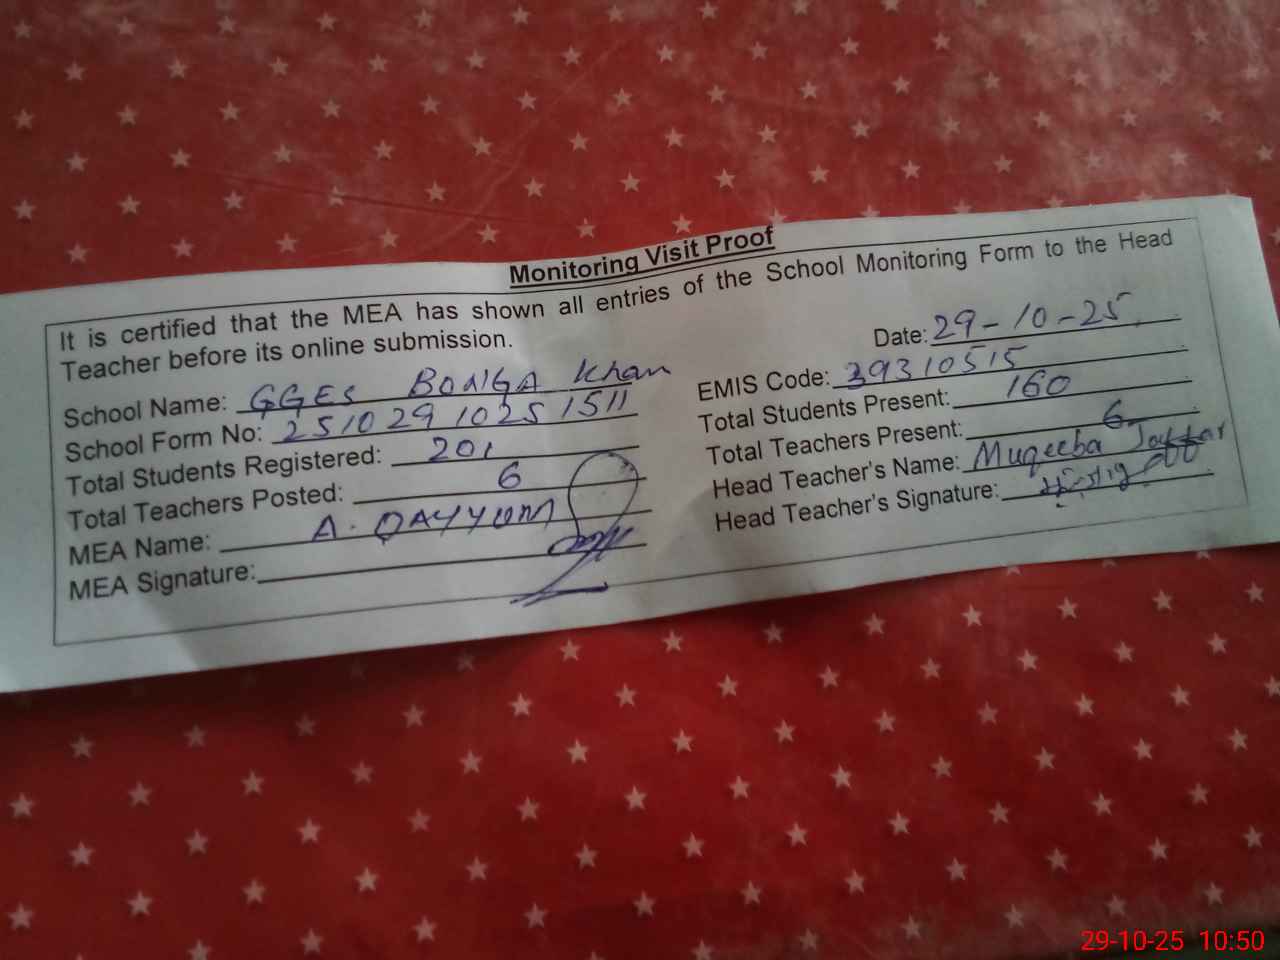 Monitoring Visit Proof
It is certified that the MEA has shown all entries of the School Monitoring Form to the Head
Teacher before its online submission.
Date: 29-10-25
School Name: GGES BONGA Khan
EMIS Code: 39310515
School Form No: 25102910251511
Total Students Present: 160
Total Students Registered: 201
Total Teachers Present: 6
Total Teachers Posted: 6
Head Teacher's Name: Muqeeba Jaffar
MEA Name: A. QAYYUM
Head Teacher's Signature:
MEA Signature:
29-10-25 10:50